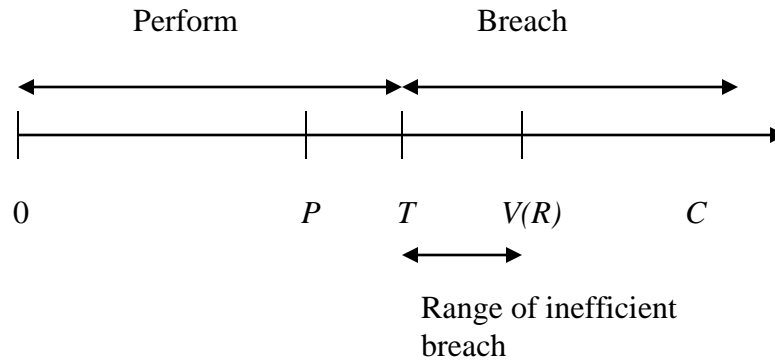 Perform Breach
0 P T V(R) C
Range of inefficient
breach